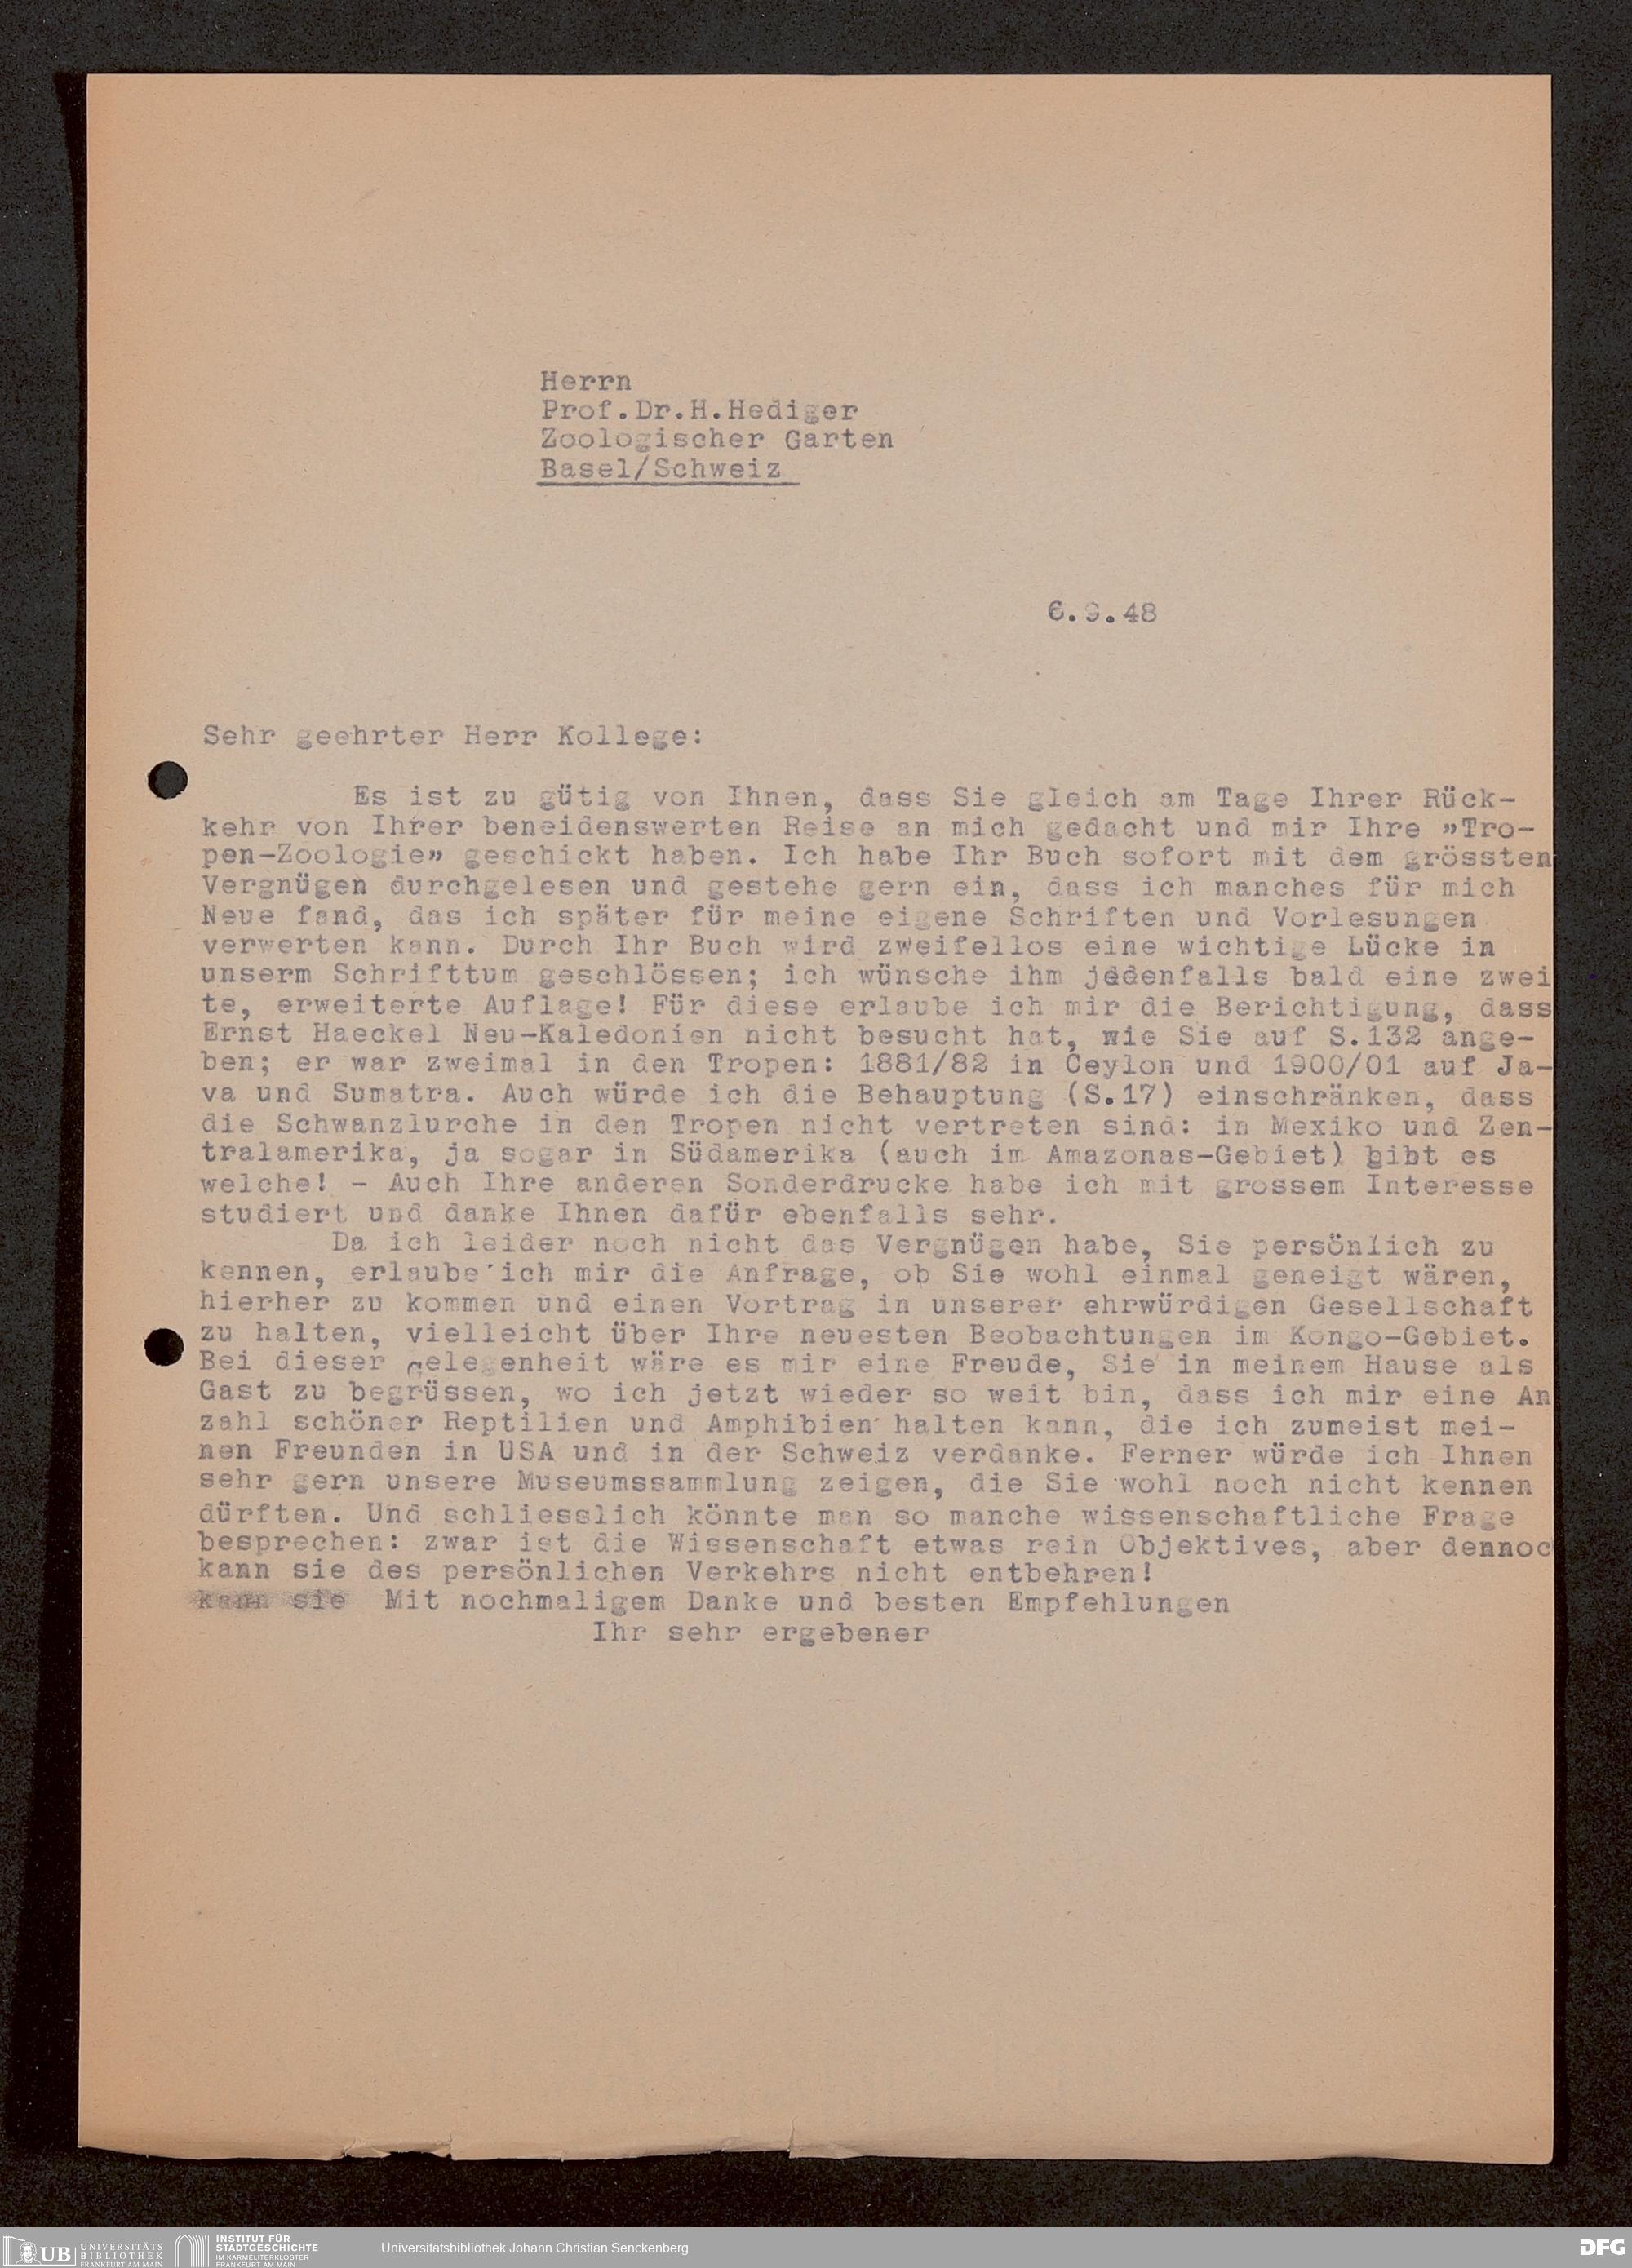 Herrn
Prof.Dr.H.Hediger
Zoologischer Garten
Basel/Schweiz
6.9.48
Sehr geehrter Herr Kollege:
Es ist zu gütig von Ihnen, dass Sie gleich am Tage Ihrer Rück-
kehr von Ihrer beneidenswerten Reise an mich gedacht und mir Ihre "Tro-
pen-Zoologie" geschickt haben. Ich habe Ihr Buch sofort mit dem grössten
Vergnügen durchgelesen und gestehe gern ein, dass ich manches für mich
Neue fand, das ich später für meine eigene Schriften und Vorlesungen
verwerten kann. Durch Ihr Buch wird zweifellos eine wichtige Lücke in
unserm Schrifttum geschlössen; ich wünsche ihm jedenfalls bald eine zwei
te, erweiterte Auflage! Für diese erlaube ich mir die Berichtigung, dass
Ernst Haeckel Neu-Kaledonien nicht besucht hat, wie Sie auf S.132 ange-
ben; er war zweimal in den Tropen: 1881/82 in Ceylon und 1900/01 auf Ja-
va und Sumatra. Auch würde ich die Behauptung (S.17) einschränken, dass
die Schwanzlurche in den Tropen nicht vertreten sind: in Mexiko und Zen-
tralamerika, ja sogar in Südamerika (auch im Amazonas-Gebiet) gibt es
welche! - Auch Ihre anderen Sonderdrucke habe ich mit grossem Interesse
studiert und danke Ihnen dafür ebenfalls sehr.
Da ich leider noch nicht das Vergnügen habe, Sie persönlich zu
kennen, erlaube ich mir die Anfrage, ob Sie wohl einmal geneigt wären,
hierher zu kommen und einen Vortrag in unserer ehrwürdigen Gesellschaft
zu halten, vielleicht über Ihre neuesten Beobachtungen im Kongo-Gebiet.
Bei dieser Gelegenheit wäre es mir eine Freude, Sie in meinem Hause als
Gast zu begrüssen, wo ich jetzt wieder so weit bin, dass ich mir eine An
zahl schöner Reptilien und Amphibien halten kann, die ich zumeist mei-
nen Freunden in USA und in der Schweiz verdanke. Ferner würde ich Ihnen
sehr gern unsere Museumssammlung zeigen, die Sie wohl noch nicht kennen
dürften. Und schliesslich könnte man so manche wissenschaftliche Frage
besprechen: zwar ist die Wissenschaft etwas rein Objektives, aber dennoc
kann sie des persönlichen Verkehrs nicht entbehren!
kann sie Mit nochmaligem Danke und besten Empfehlungen
Ihr sehr ergebener
UB UNIVERSITÄTS BIBLIOTHEK FRANKFURT AM MAIN
INSTITUT FÜR STADTGESCHICHTE IM KARMELITERKLOSTER FRANKFURT AM MAIN
Universitätsbibliothek Johann Christian Senckenberg
DFG